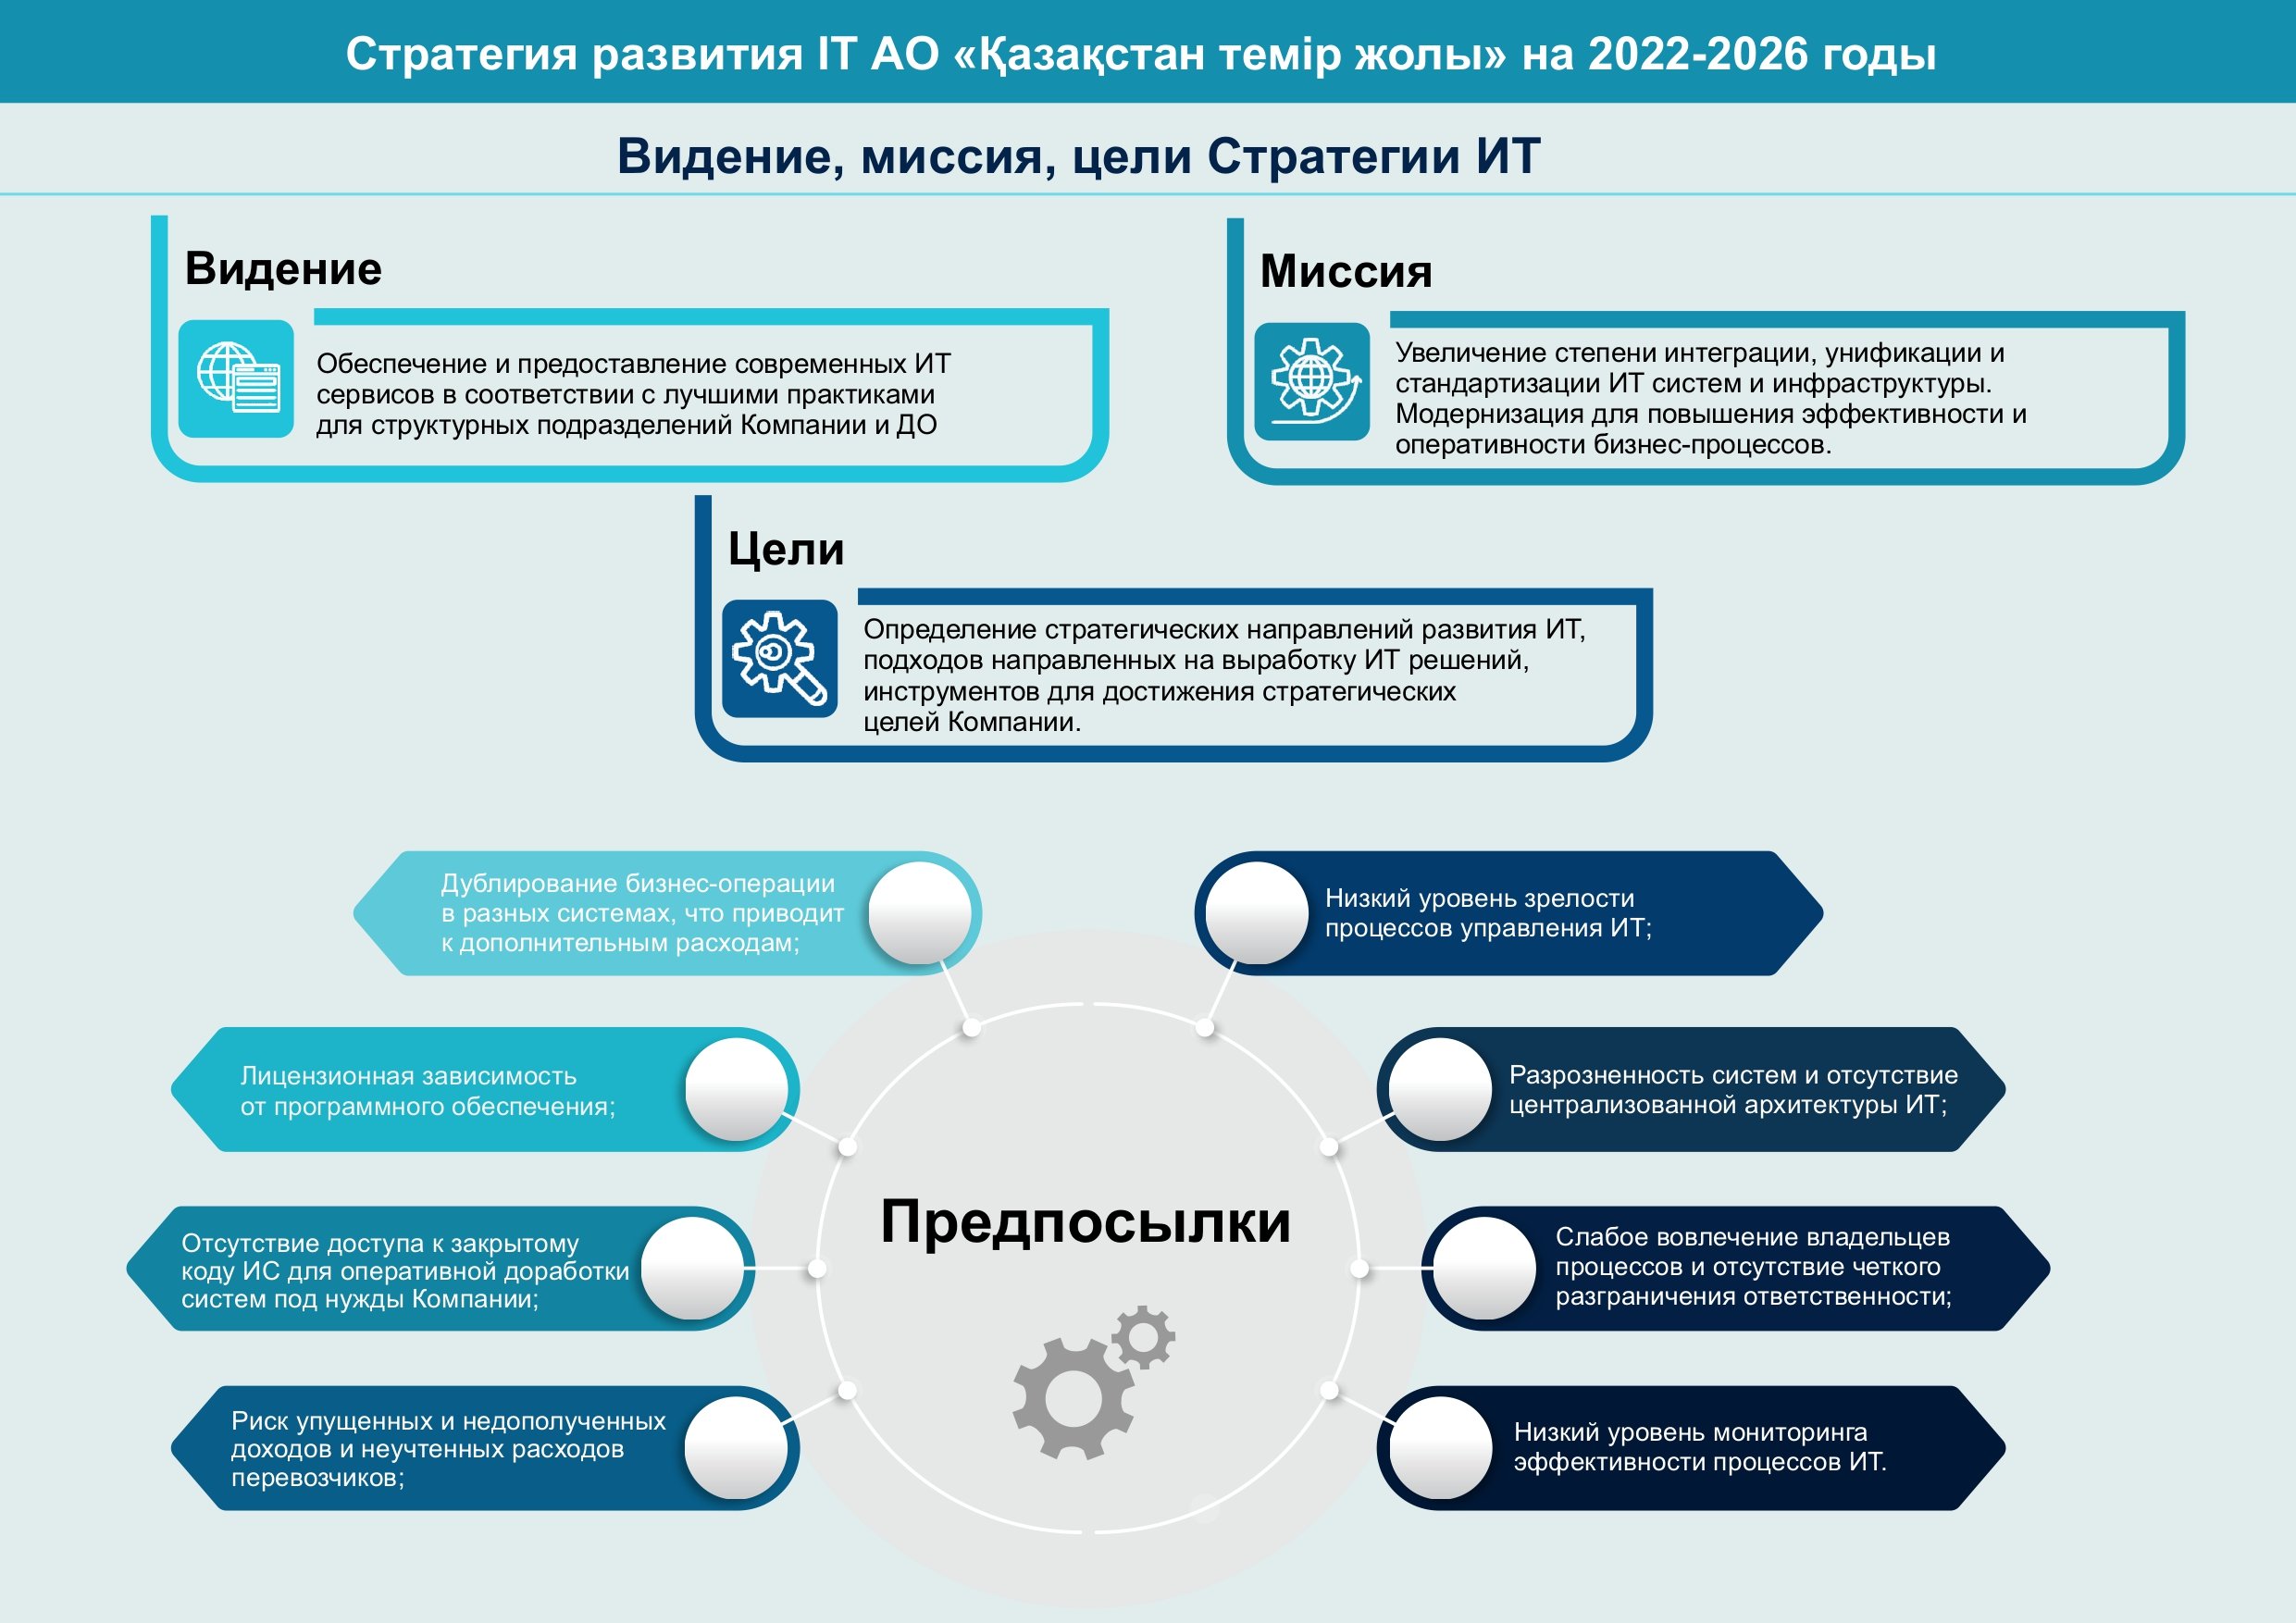 Стратегия развития IT АО «Қазақстан темір жолы» на 2022-2026 годы
Видение, миссия, цели Стратегии ИТ
Видение
Обеспечение и предоставление современных ИТ
сервисов в соответствии с лучшими практиками
для структурных подразделений Компании и ДО
Миссия
Увеличение степени интеграции, унификации и
стандартизации ИТ систем и инфраструктуры.
Модернизация для повышения эффективности и
оперативности бизнес-процессов.
Цели
Определение стратегических направлений развития ИТ,
подходов направленных на выработку ИТ решений,
инструментов для достижения стратегических
целей Компании.
Дублирование бизнес-операции
в разных системах, что приводит
к дополнительным расходам;
Лицензионная зависимость
от программного обеспечения;
Отсутствие доступа к закрытому
коду ИС для оперативной доработки
систем под нужды Компании;
Риск упущенных и недополученных
доходов и неучтенных расходов
перевозчиков;
Предпосылки
Низкий уровень зрелости
процессов управления ИТ;
Разрозненность систем и отсутствие
централизованной архитектуры ИТ;
Слабое вовлечение владельцев
процессов и отсутствие четкого
разграничения ответственности;
Низкий уровень мониторинга
эффективности процессов ИТ.